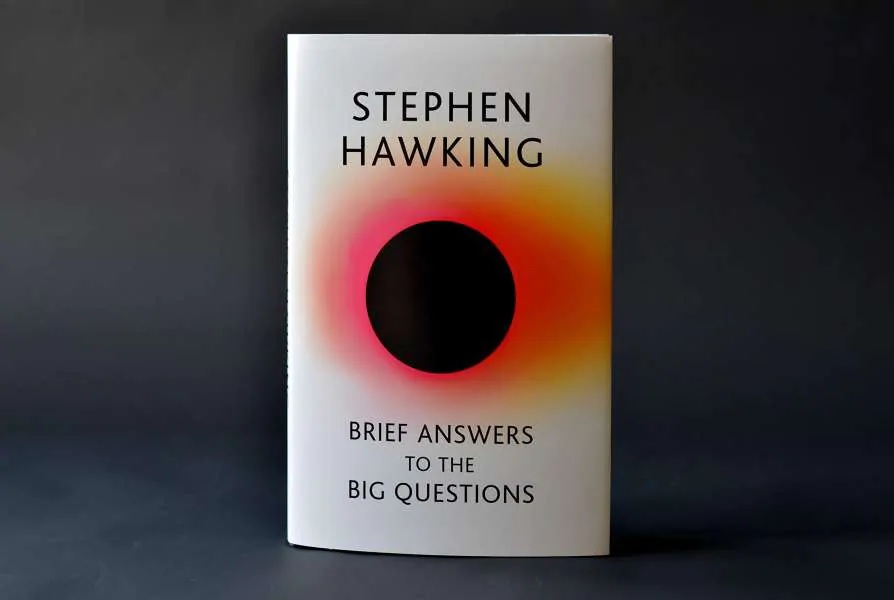 STEPHEN
HAWKING
BRIEF ANSWERS
TO THE
BIG QUESTIONS